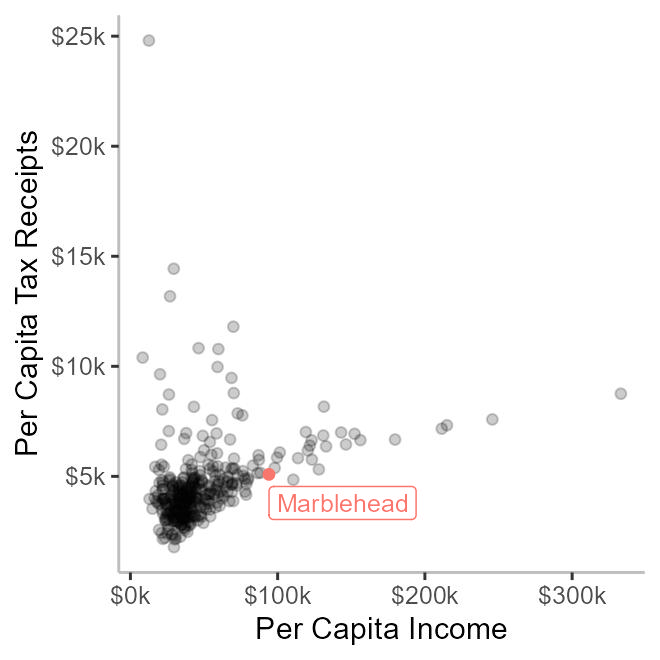 $25k
$20k
$15k
$10k
$5k
Per Capita Tax Receipts
Marblehead
$0k
$100k
$200k
$300k
Per Capita Income